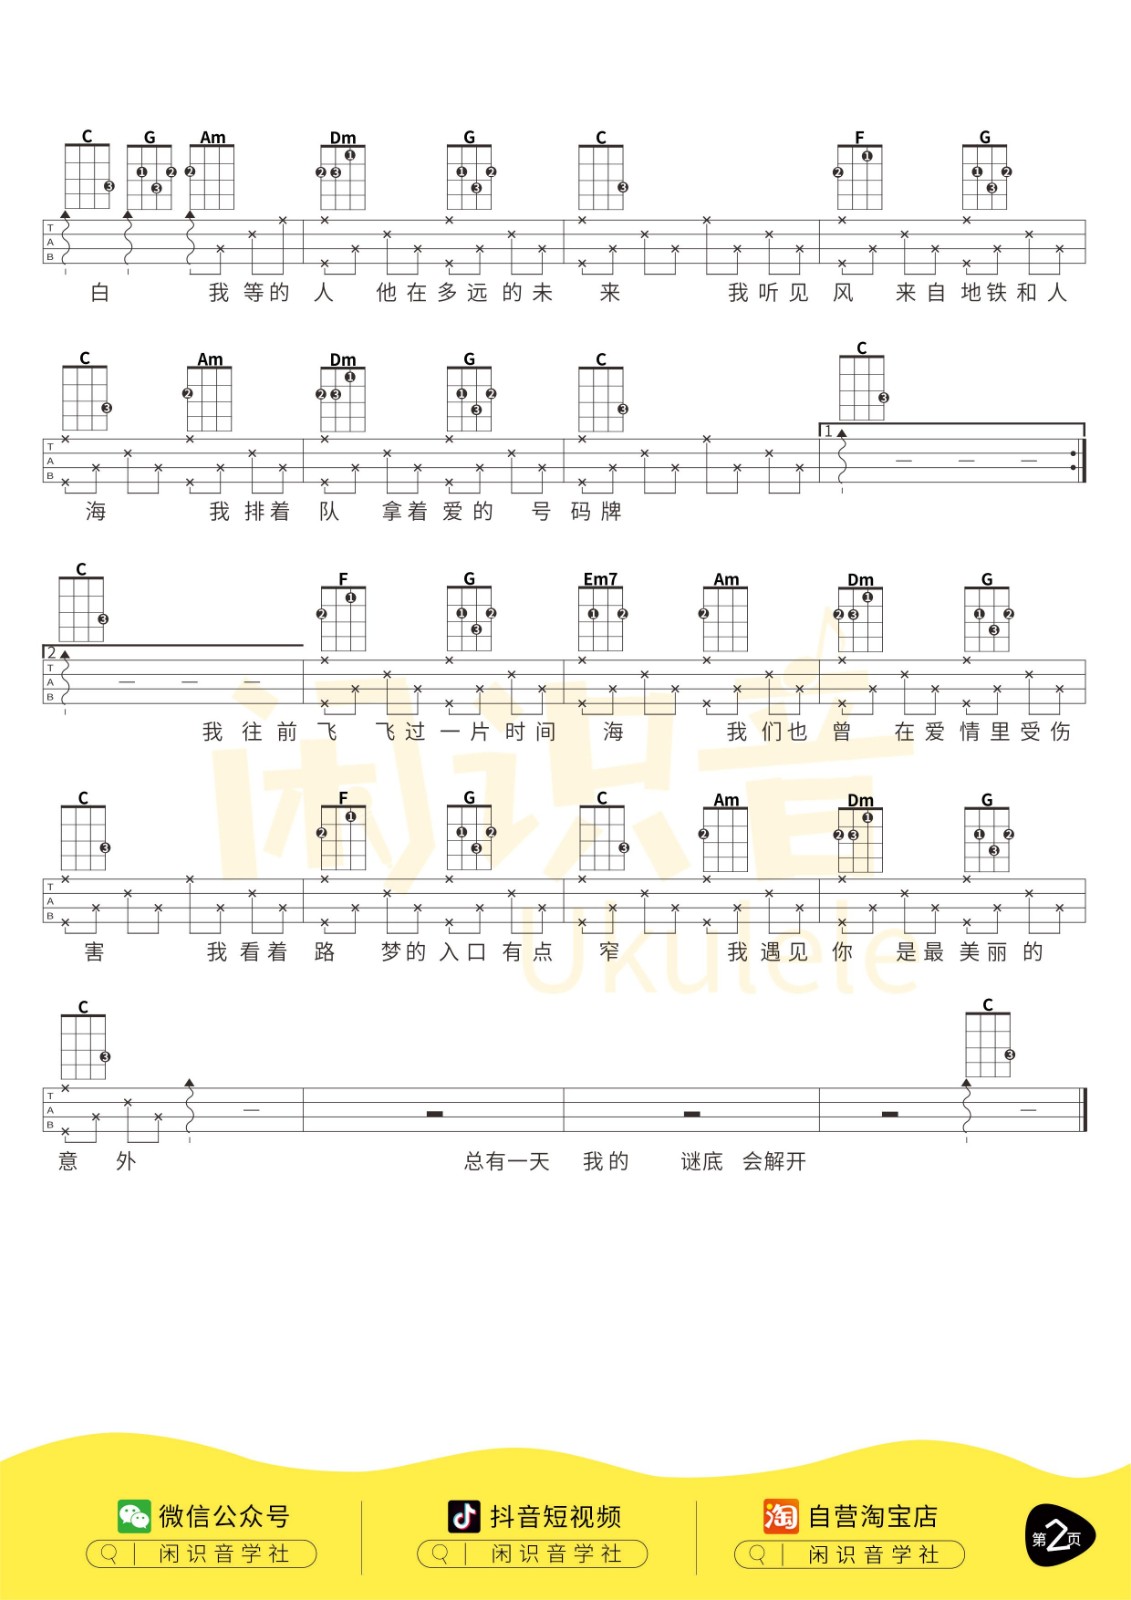 C G Am Dm G C F G
T A B
白 我 等的 人 他在多远 的未 来 我听见 风 来自 地铁和人
C Am Dm G C C
1
T A B
海 我 排着 队 拿着 爱的 号 码牌
C F G Em7 Am Dm G
2
T A B
我 往 前 飞 飞过 一片 时间 海 我们也 曾 在爱 情里受伤
C F G C Am Dm G
T A B
害 我看着 路 梦的 入口 有点 窄 我遇见 你 是最 美丽的
C C
T A B
意 外 总有一天 我的 谜底 会解开
闲识音
Ukulele
微信公众号 抖音短视频 自营淘宝店
闲识音学社 闲识音学社 闲识音学社
第2页